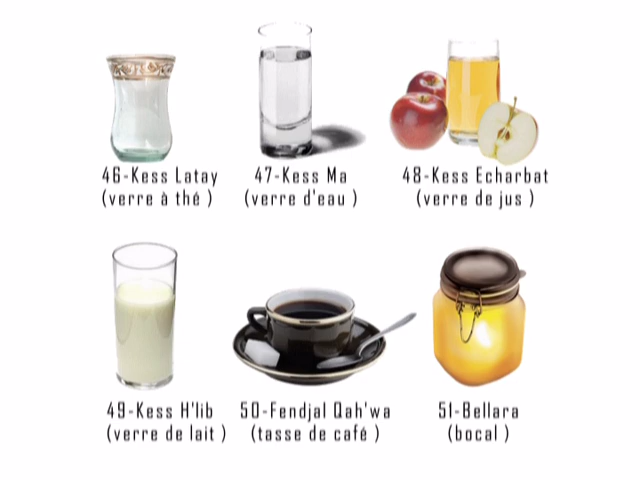 46-Kess Latay
(verre à thé )
47-Kess Ma
(verre d'eau )
48-Kess Echarbat
(verre de jus )
49-Kess H'lib
(verre de lait )
50-Fendjal Qah'wa
(tasse de café )
51-Bellara
(bocal )